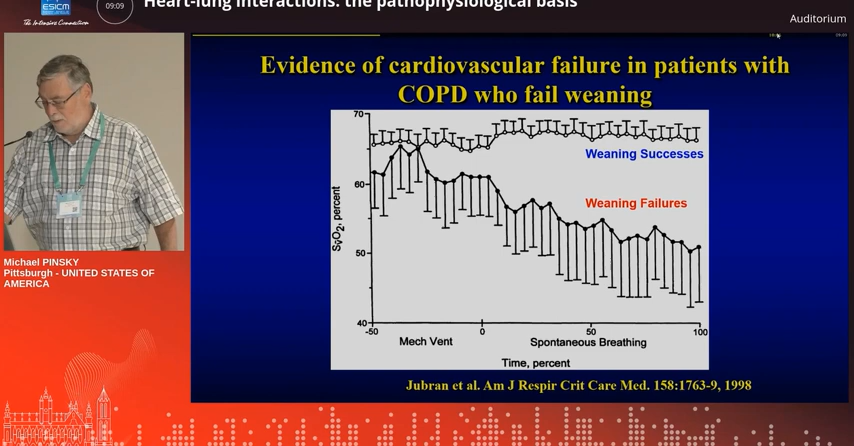 ESICM
The Intensive Connection
09:09
Heart-lung interactions: the pathophysiological basis
Auditorium
Evidence of cardiovascular failure in patients with
COPD who fail weaning
70
60
50
40
Sv̄O2, percent
Weaning Successes
Weaning Failures
-50
0
50
100
Mech Vent
Spontaneous Breathing
Time, percent
Jubran et al. Am J Respir Crit Care Med. 158:1763-9, 1998
Michael PINSKY
Pittsburgh - UNITED STATES OF
AMERICA